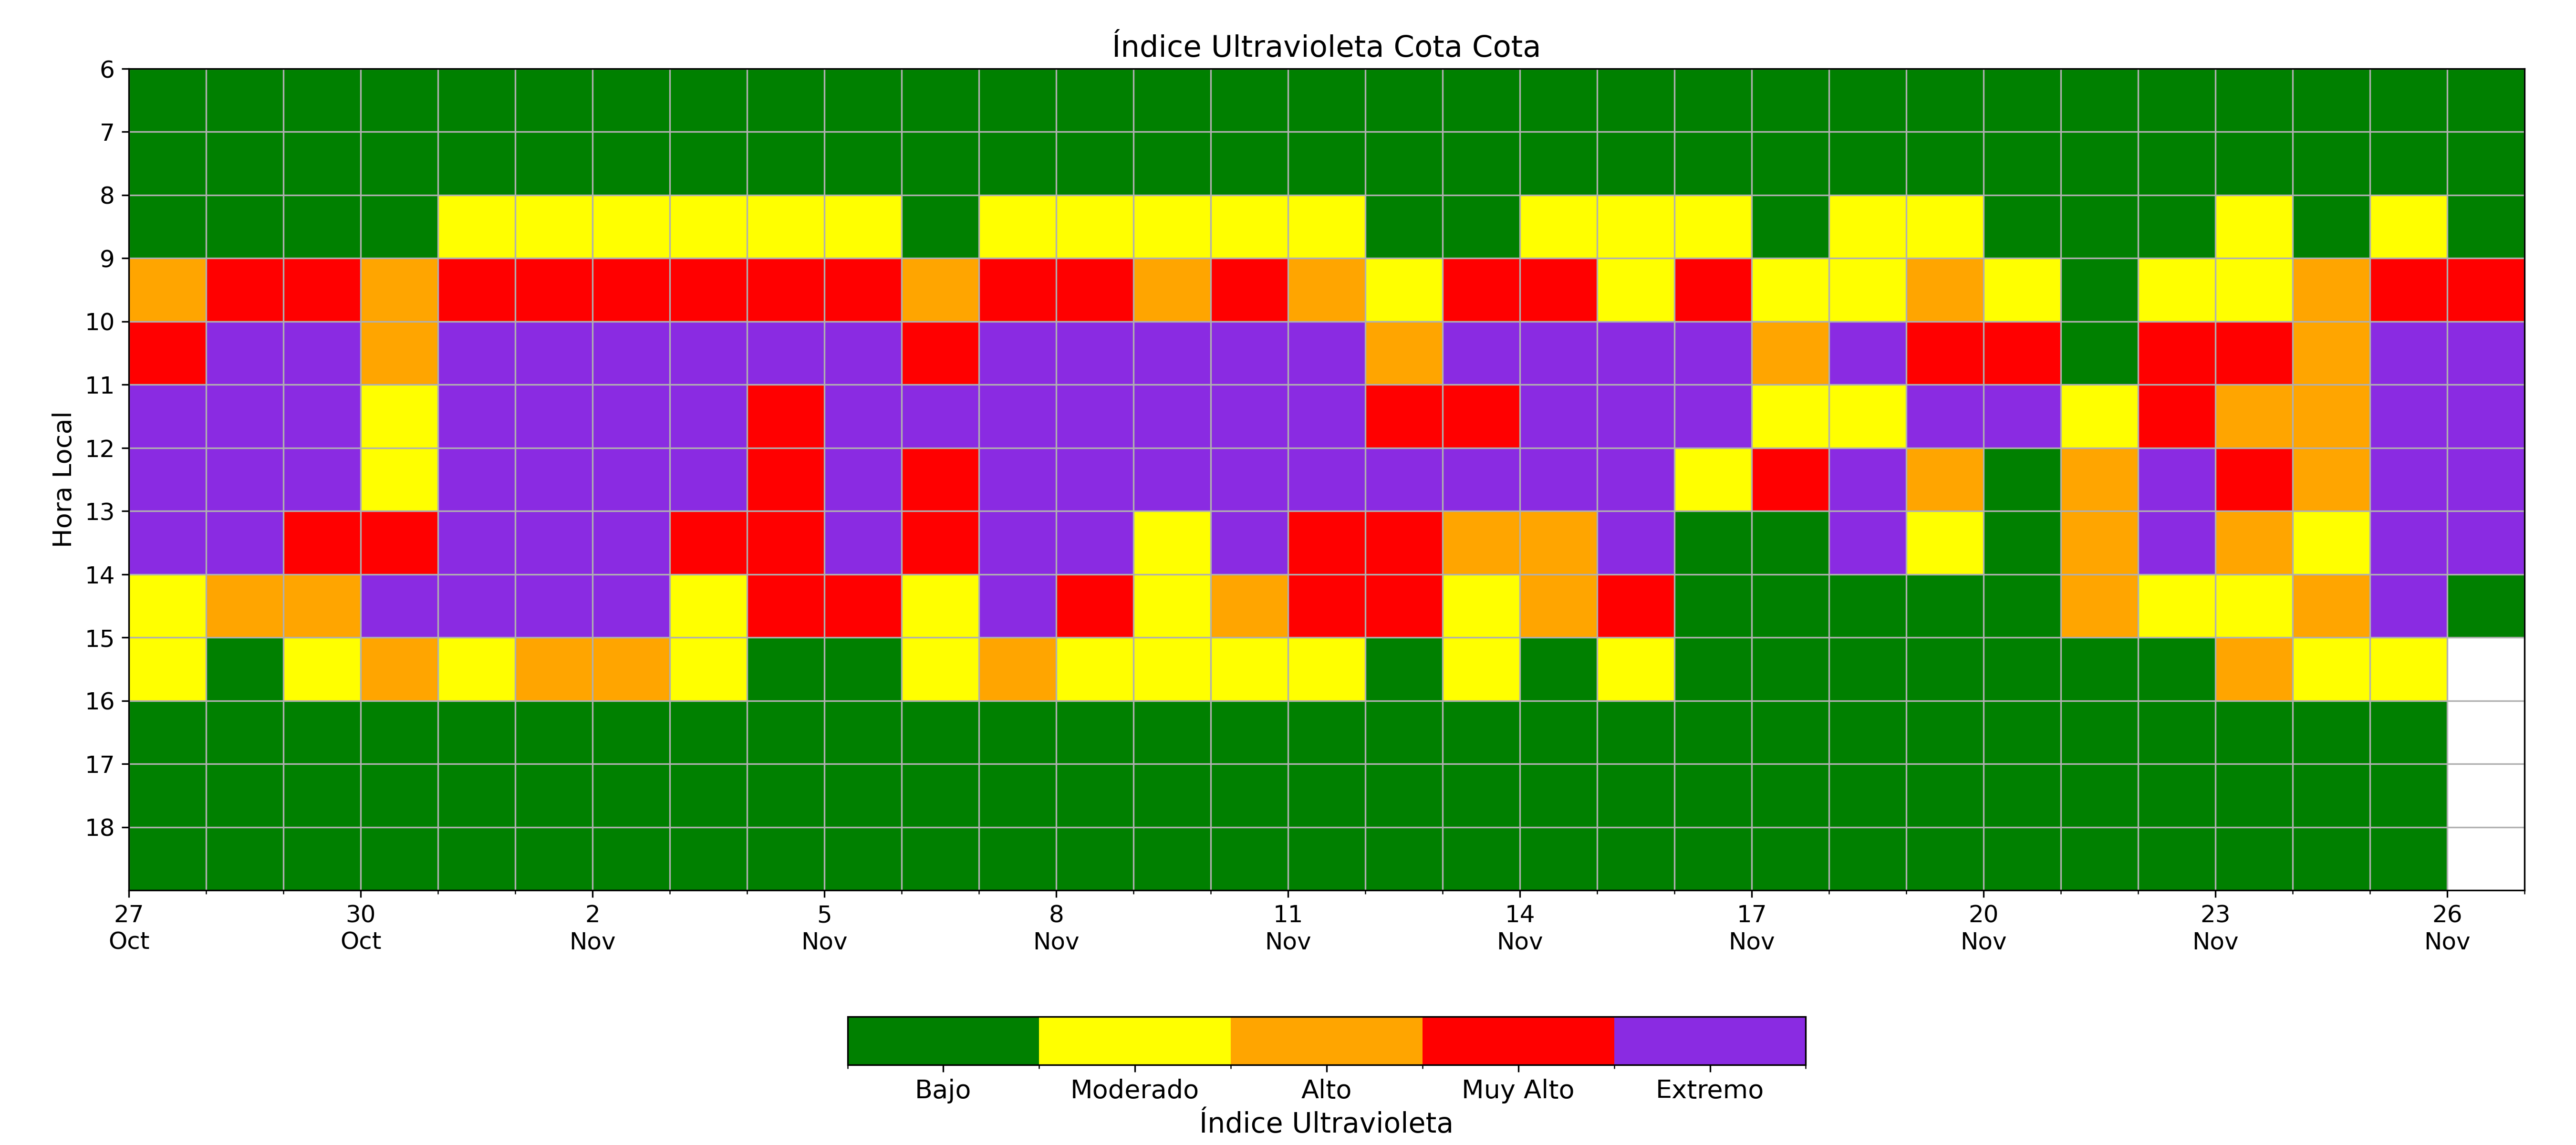 Índice Ultravioleta Cota Cota
6
7
8
9
10
11
12
13
14
15
16
17
18
Hora Local
27 30 2 5 8 11 14 17 20 23 26
Oct Oct Nov Nov Nov Nov Nov Nov Nov Nov Nov
Bajo Moderado Alto Muy Alto Extremo
Índice Ultravioleta